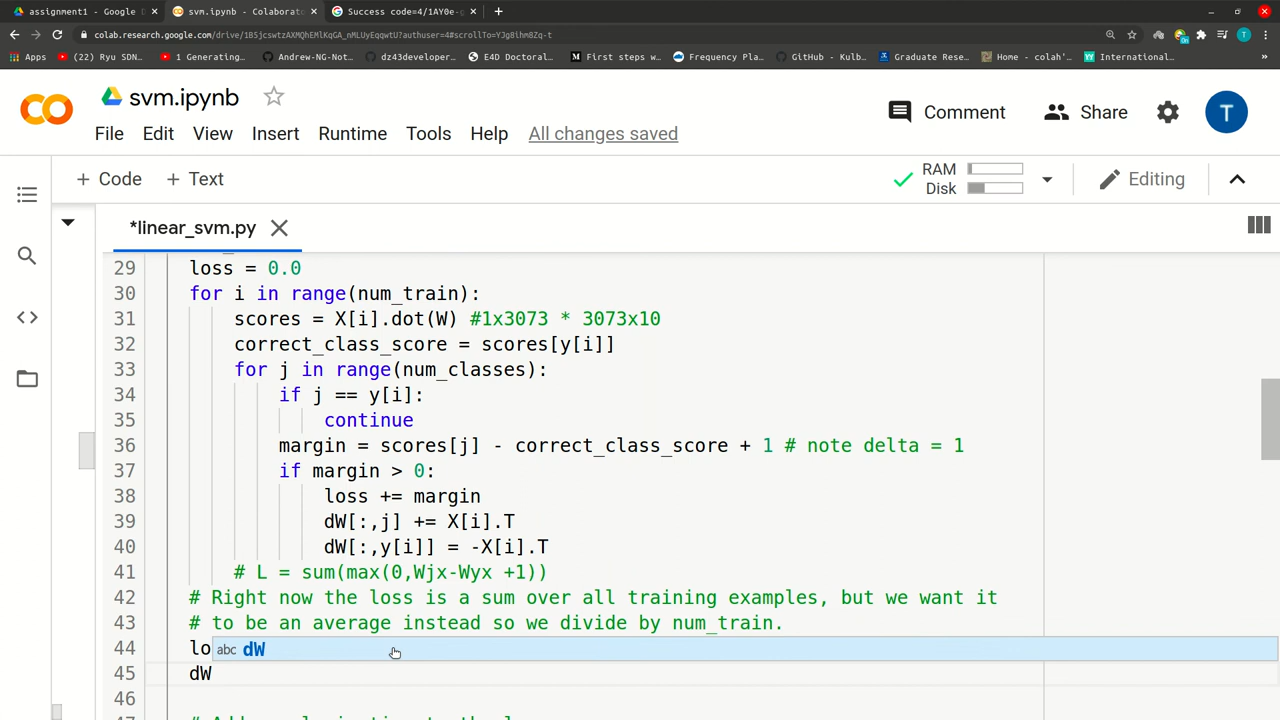 assignment1 - Google D
svm.ipynb - Colaborato
Success code=4/1AY0e-g
colab.research.google.com/drive/1BSjcswtzAXMQhEMlKqGA_nMLUyEqqwtU?authuser=4#scrollTo=YJg8ihm8Zq-t
Apps
(22) Ryu SDN…
1 Generating…
Andrew-NG-Not…
dz43developer…
E4D Doctoral…
First steps w…
Frequency Pla…
GitHub - Kulb…
Graduate Rese…
Home - colah'…
International…
»
svm.ipynb
File Edit View Insert Runtime Tools Help All changes saved
Comment
Share
T
+ Code + Text
RAM
Disk
Editing
*linear_svm.py
29 loss = 0.0
30 for i in range(num_train):
31 scores = X[i].dot(W) #1x3073 * 3073x10
32 correct_class_score = scores[y[i]]
33 for j in range(num_classes):
34 if j == y[i]:
35 continue
36 margin = scores[j] - correct_class_score + 1 # note delta = 1
37 if margin > 0:
38 loss += margin
39 dW[:,j] += X[i].T
40 dW[:,y[i]] = -X[i].T
41 # L = sum(max(0,Wjx-Wyx +1))
42 # Right now the loss is a sum over all training examples, but we want it
43 # to be an average instead so we divide by num_train.
44 lo
abc dW
45 dW
46